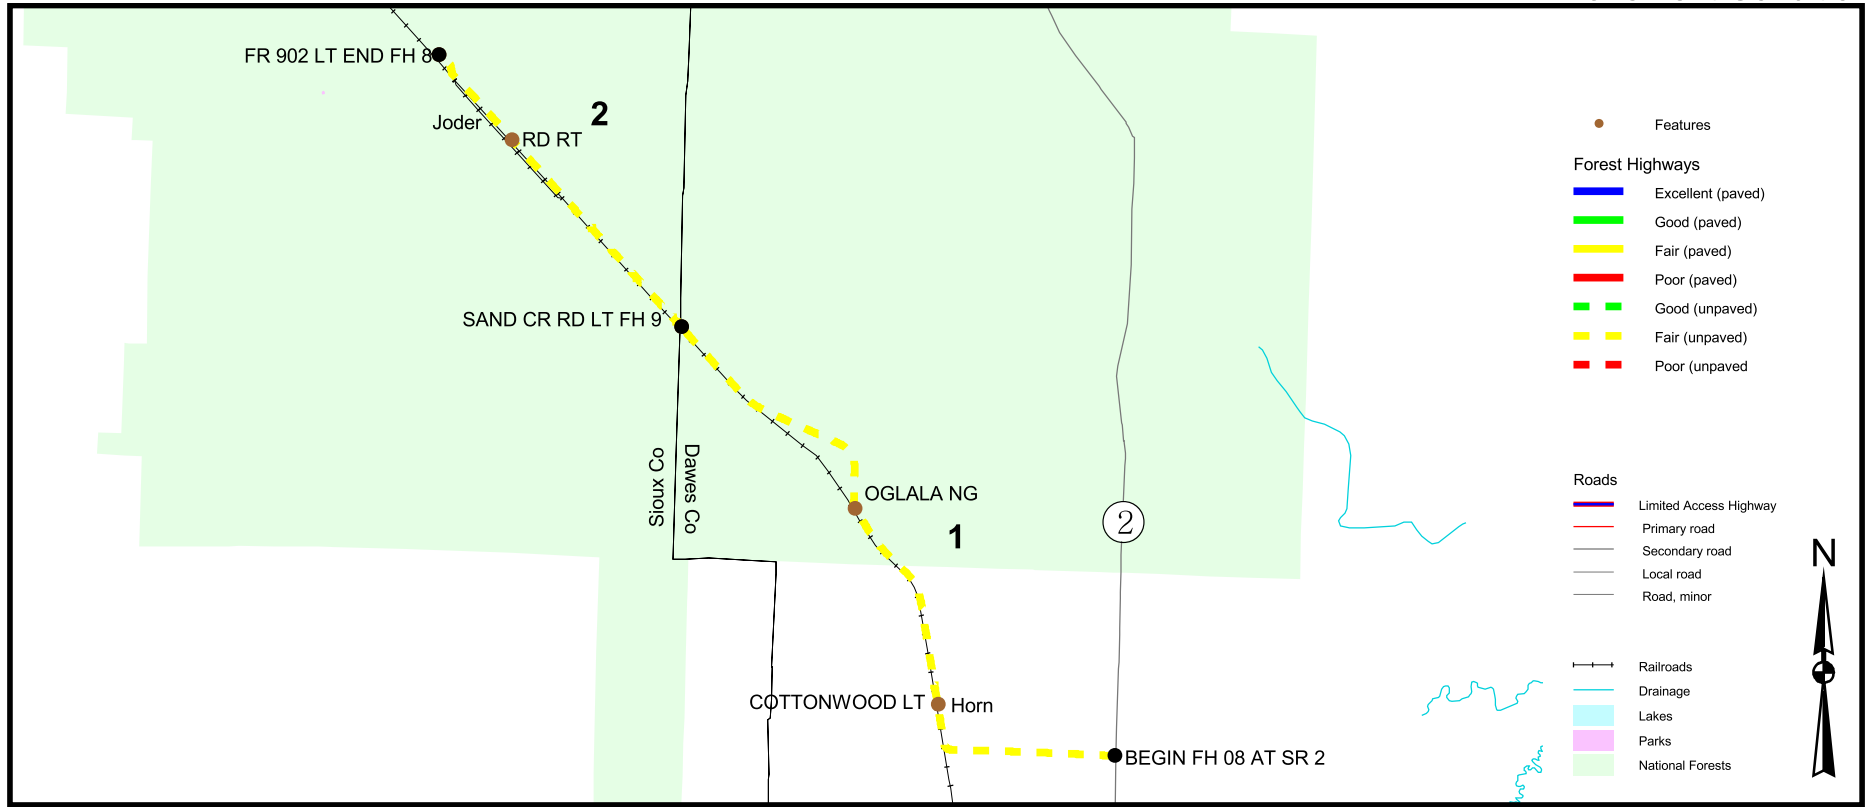 FR 902 LT END FH 8
Joder
2
RD RT
SAND CR RD LT FH 9
Sioux Co
Dawes Co
OGLALA NG
1
2
COTTONWOOD LT
Horn
BEGIN FH 08 AT SR 2
Features
Forest Highways
Excellent (paved)
Good (paved)
Fair (paved)
Poor (paved)
Good (unpaved)
Fair (unpaved)
Poor (unpaved
Roads
Limited Access Highway
Primary road
Secondary road
Local road
Road, minor
Railroads
Drainage
Lakes
Parks
National Forests
N